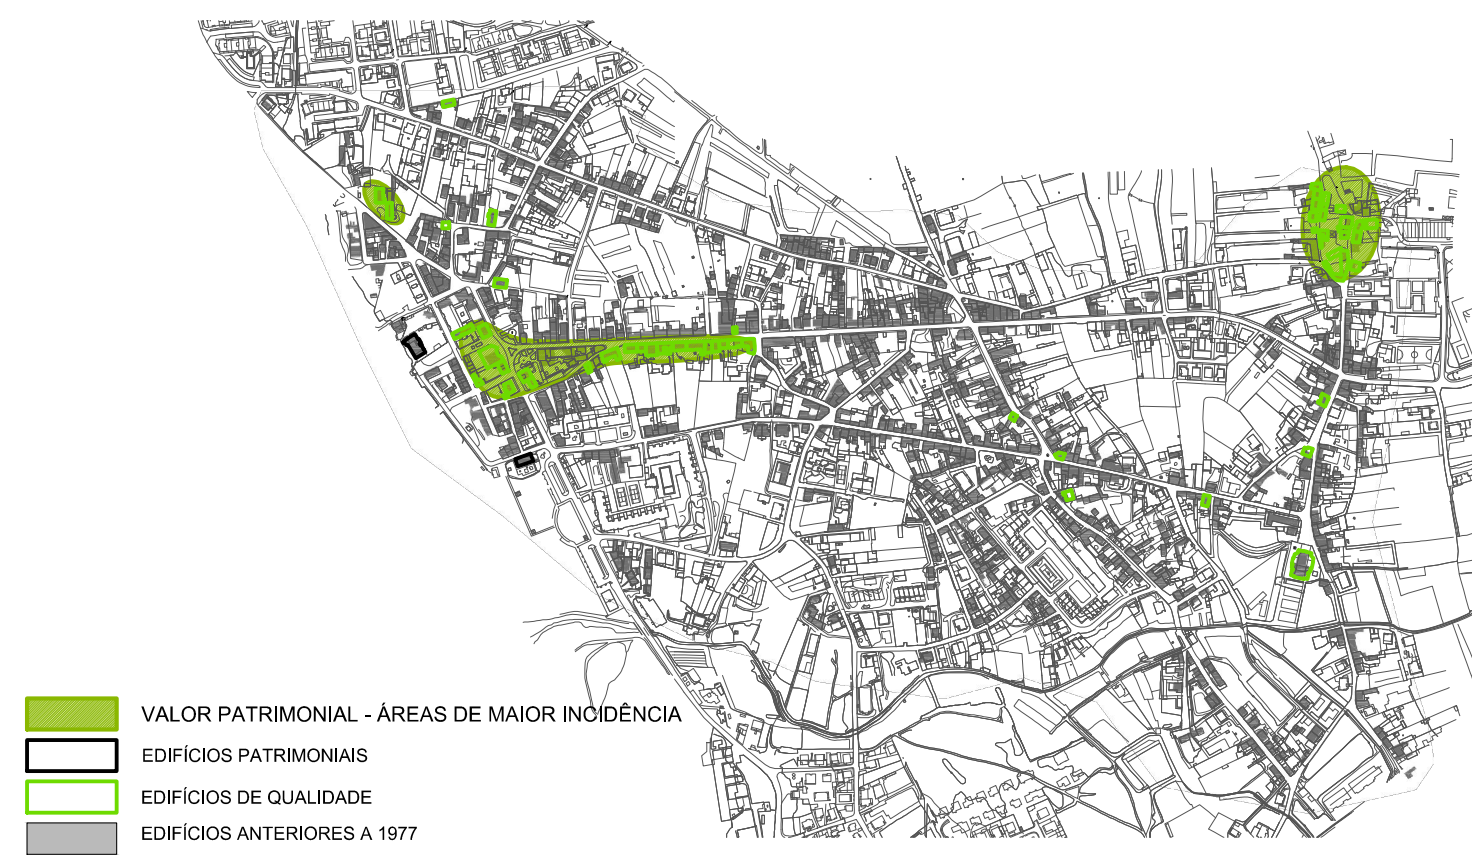 VALOR PATRIMONIAL - ÁREAS DE MAIOR INCIDÊNCIA
EDIFÍCIOS PATRIMONIAIS
EDIFÍCIOS DE QUALIDADE
EDIFÍCIOS ANTERIORES A 1977